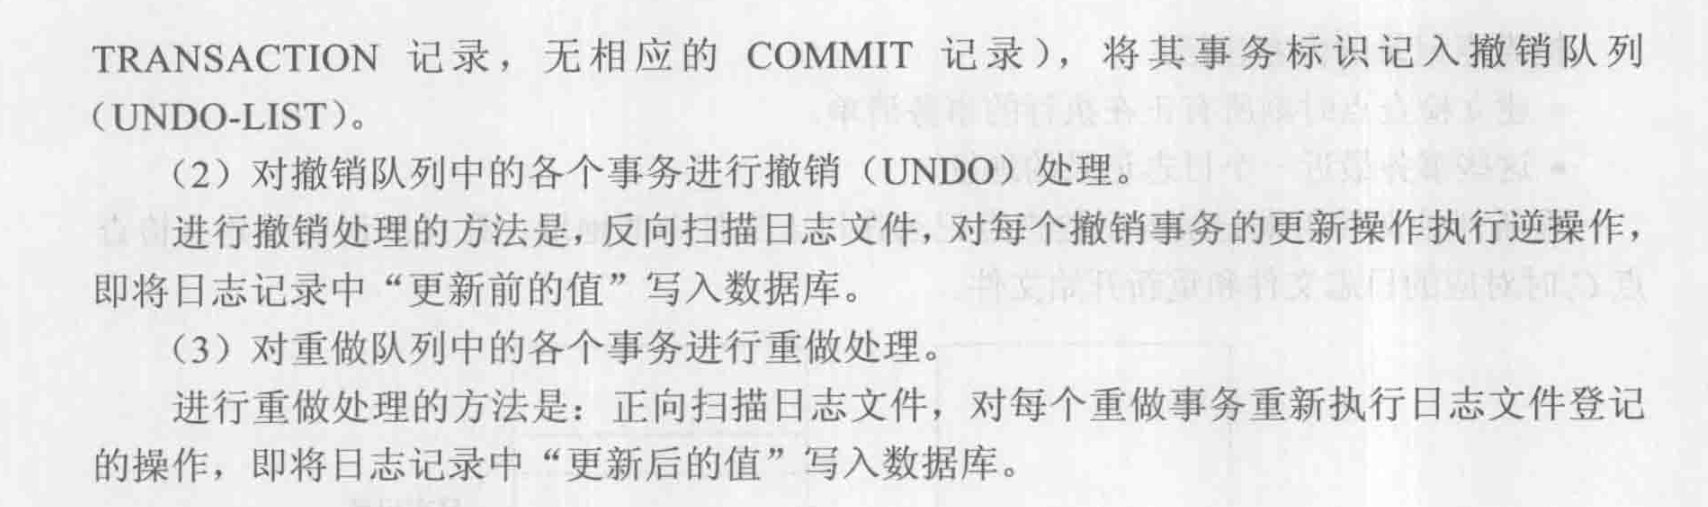 TRANSACTION 记录，无相应的 COMMIT 记录），将其事务标识记入撤销队列
（UNDO-LIST）。
（2）对撤销队列中的各个事务进行撤销（UNDO）处理。
进行撤销处理的方法是，反向扫描日志文件，对每个撤销事务的更新操作执行逆操作，
即将日志记录中“更新前的值”写入数据库。
（3）对重做队列中的各个事务进行重做处理。
进行重做处理的方法是：正向扫描日志文件，对每个重做事务重新执行日志文件登记
的操作，即将日志记录中“更新后的值”写入数据库。